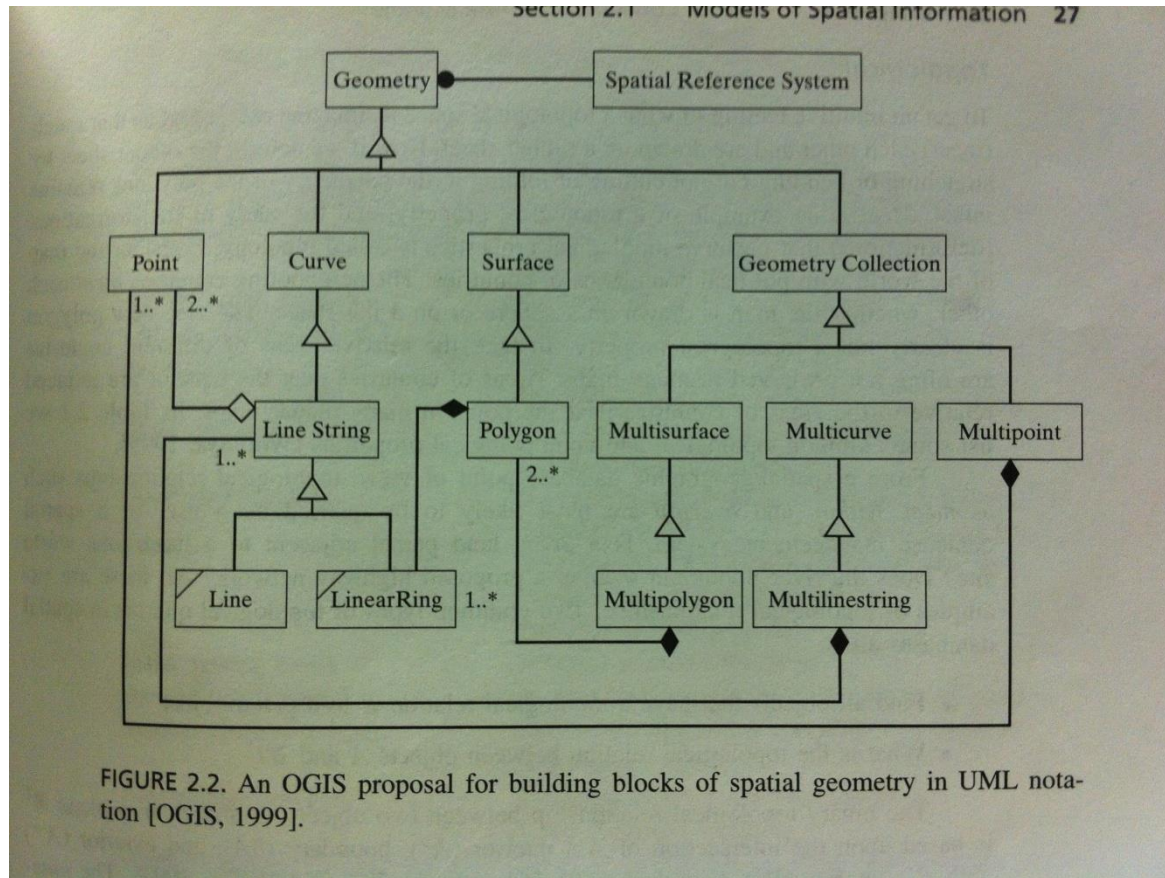 Section 2.1 Models of Spatial Information 27
Geometry
Spatial Reference System
Point
Curve
Surface
Geometry Collection
1..* 2..*
Line String
Polygon
Multisurface
Multicurve
Multipoint
1..*
2..*
Line
LinearRing
1..*
Multipolygon
Multilinestring
FIGURE 2.2. An OGIS proposal for building blocks of spatial geometry in UML nota-
tion [OGIS, 1999].